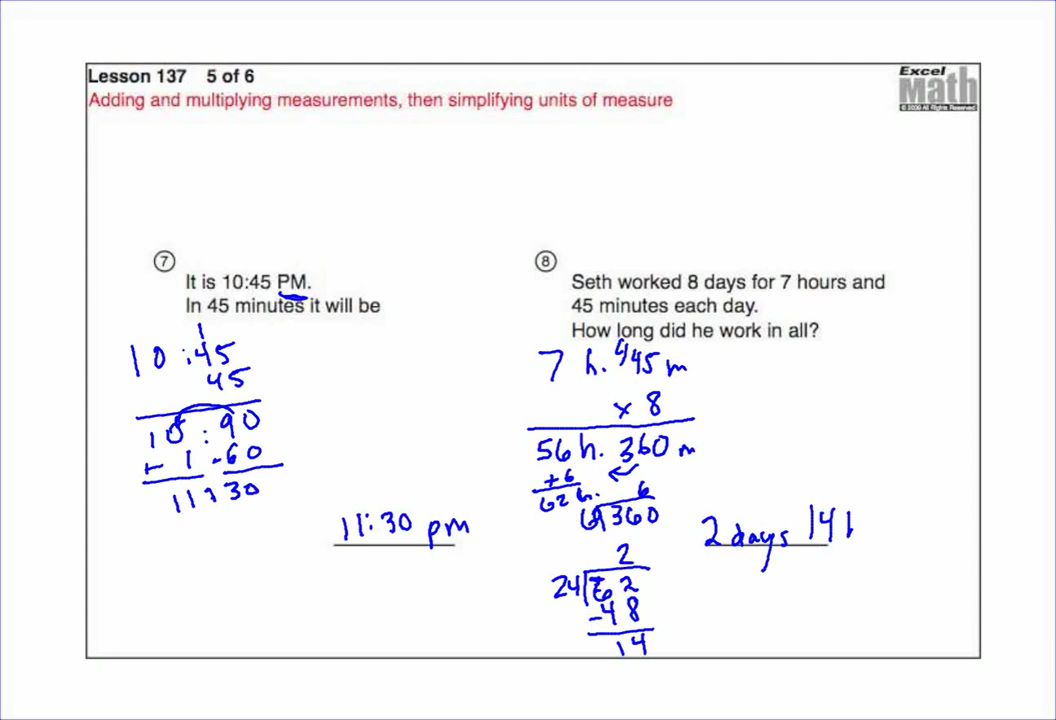 Lesson 137 5 of 6
Excel
Math
Adding and multiplying measurements, then simplifying units of measure
7
It is 10:45 PM.
In 45 minutes it will be
1
10:45
45
10:90
+1 -60
11:30
11:30 pm
8
Seth worked 8 days for 7 hours and
45 minutes each day.
How long did he work in all?
4
7 h. 45 m
x 8
56 h. 360 m
+6
62 h.
6
60 360
2
24 62
-48
14
2 days 14